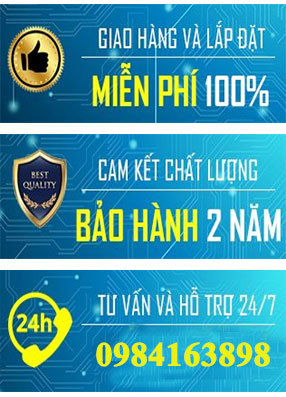 GIAO HÀNG VÀ LẮP ĐẶT
MIỄN PHÍ 100%
BEST
QUALITY
CAM KẾT CHẤT LƯỢNG
BẢO HÀNH 2 NĂM
24h
TƯ VẤN VÀ HỖ TRỢ 24/7
0984163898